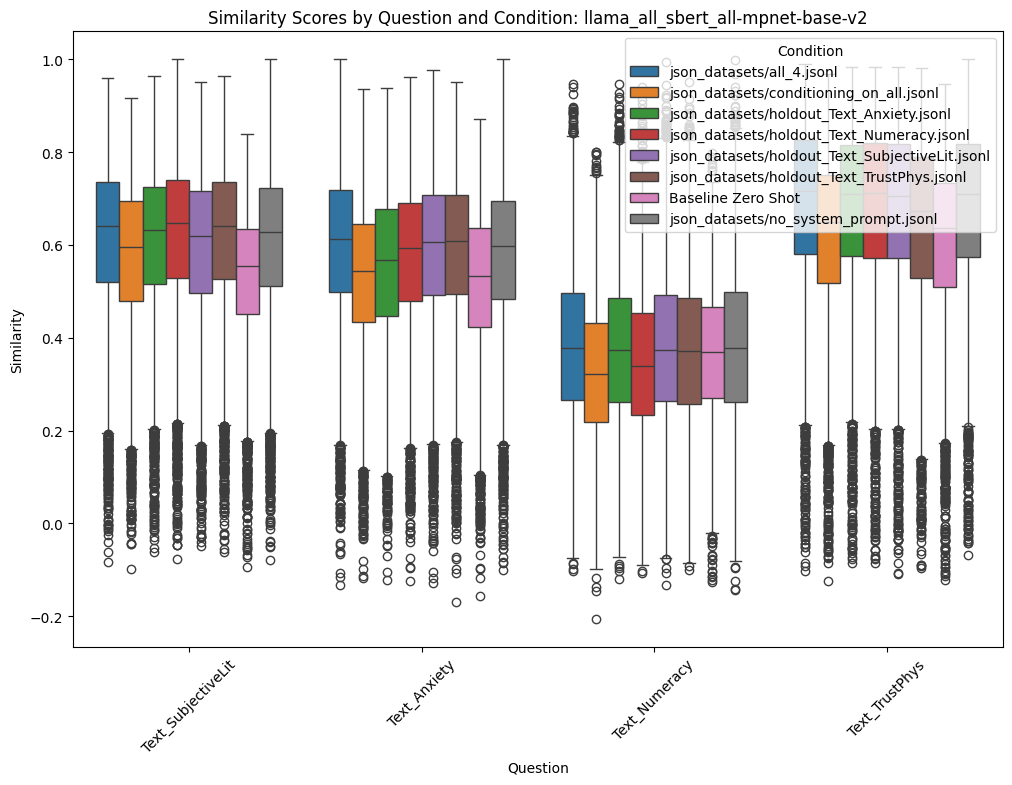 Similarity Scores by Question and Condition: llama_all_sbert_all-mpnet-base-v2
Condition
json_datasets/all_4.jsonl
json_datasets/conditioning_on_all.jsonl
json_datasets/holdout_Text_Anxiety.jsonl
json_datasets/holdout_Text_Numeracy.jsonl
json_datasets/holdout_Text_SubjectiveLit.jsonl
json_datasets/holdout_Text_TrustPhys.jsonl
Baseline Zero Shot
json_datasets/no_system_prompt.jsonl
Similarity
1.0
0.8
0.6
0.4
0.2
0.0
−0.2
Text_SubjectiveLit
Text_Anxiety
Text_Numeracy
Text_TrustPhys
Question